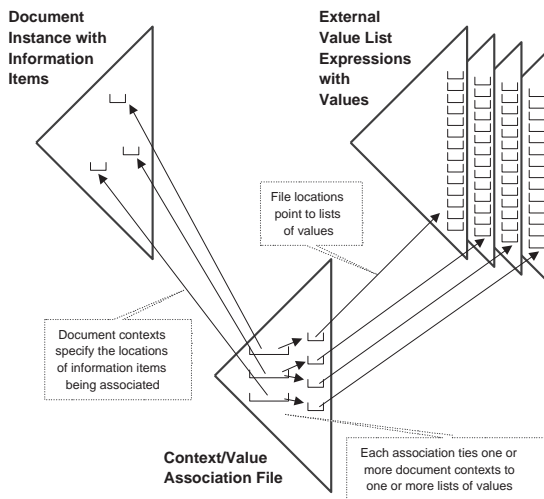 Document
Instance with
Information
Items
External
Value List
Expressions
with
Values
File locations
point to lists
of values
Document contexts
specify the locations
of information items
being associated
Context/Value
Association File
Each association ties one or
more document contexts to
one or more lists of values